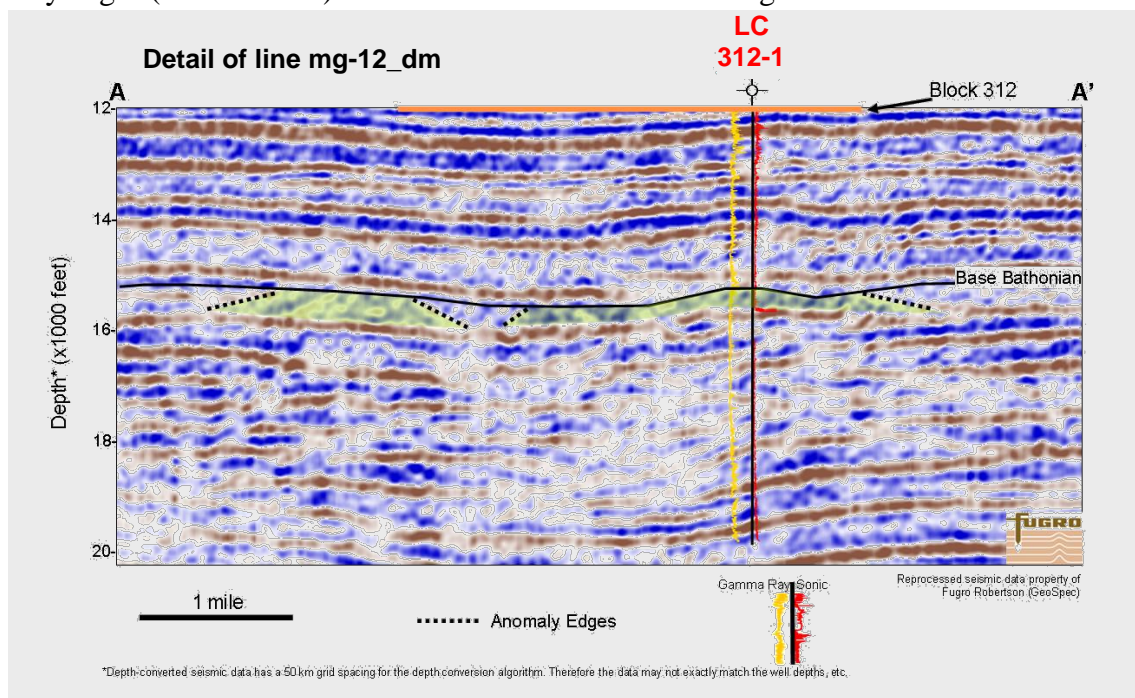 LC
312-1
Detail of line mg-12_dm
A
A'
Block 312
12
14
16
18
20
Depth* (x1000 feet)
Base Bathonian
fugro
Gamma Ray Sonic
Reprocessed seismic data property of
Fugro Robertson (GeoSpec)
1 mile
Anomaly Edges
*Depth-converted seismic data has a 50 km grid spacing for the depth conversion algorithm. Therefore the data may not exactly match the well depths, etc.